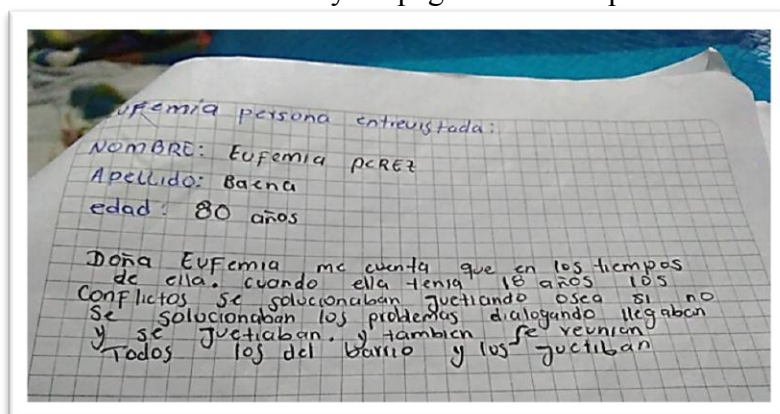 Eufemia persona entrevistada:
NOMBRE: Eufemia PeREZ
Apellido: Baena
edad: 80 años
Doña Eufemia me cuenta que en los tiempos
de ella. cuando ella tenia 18 años los
conflictos se solucionaban Juetiando osea si no
se solucionaban los problemas dialogando llegaban
y se Juetiaban. y tambien se reunian
Todos los del barrio y los Juetiban